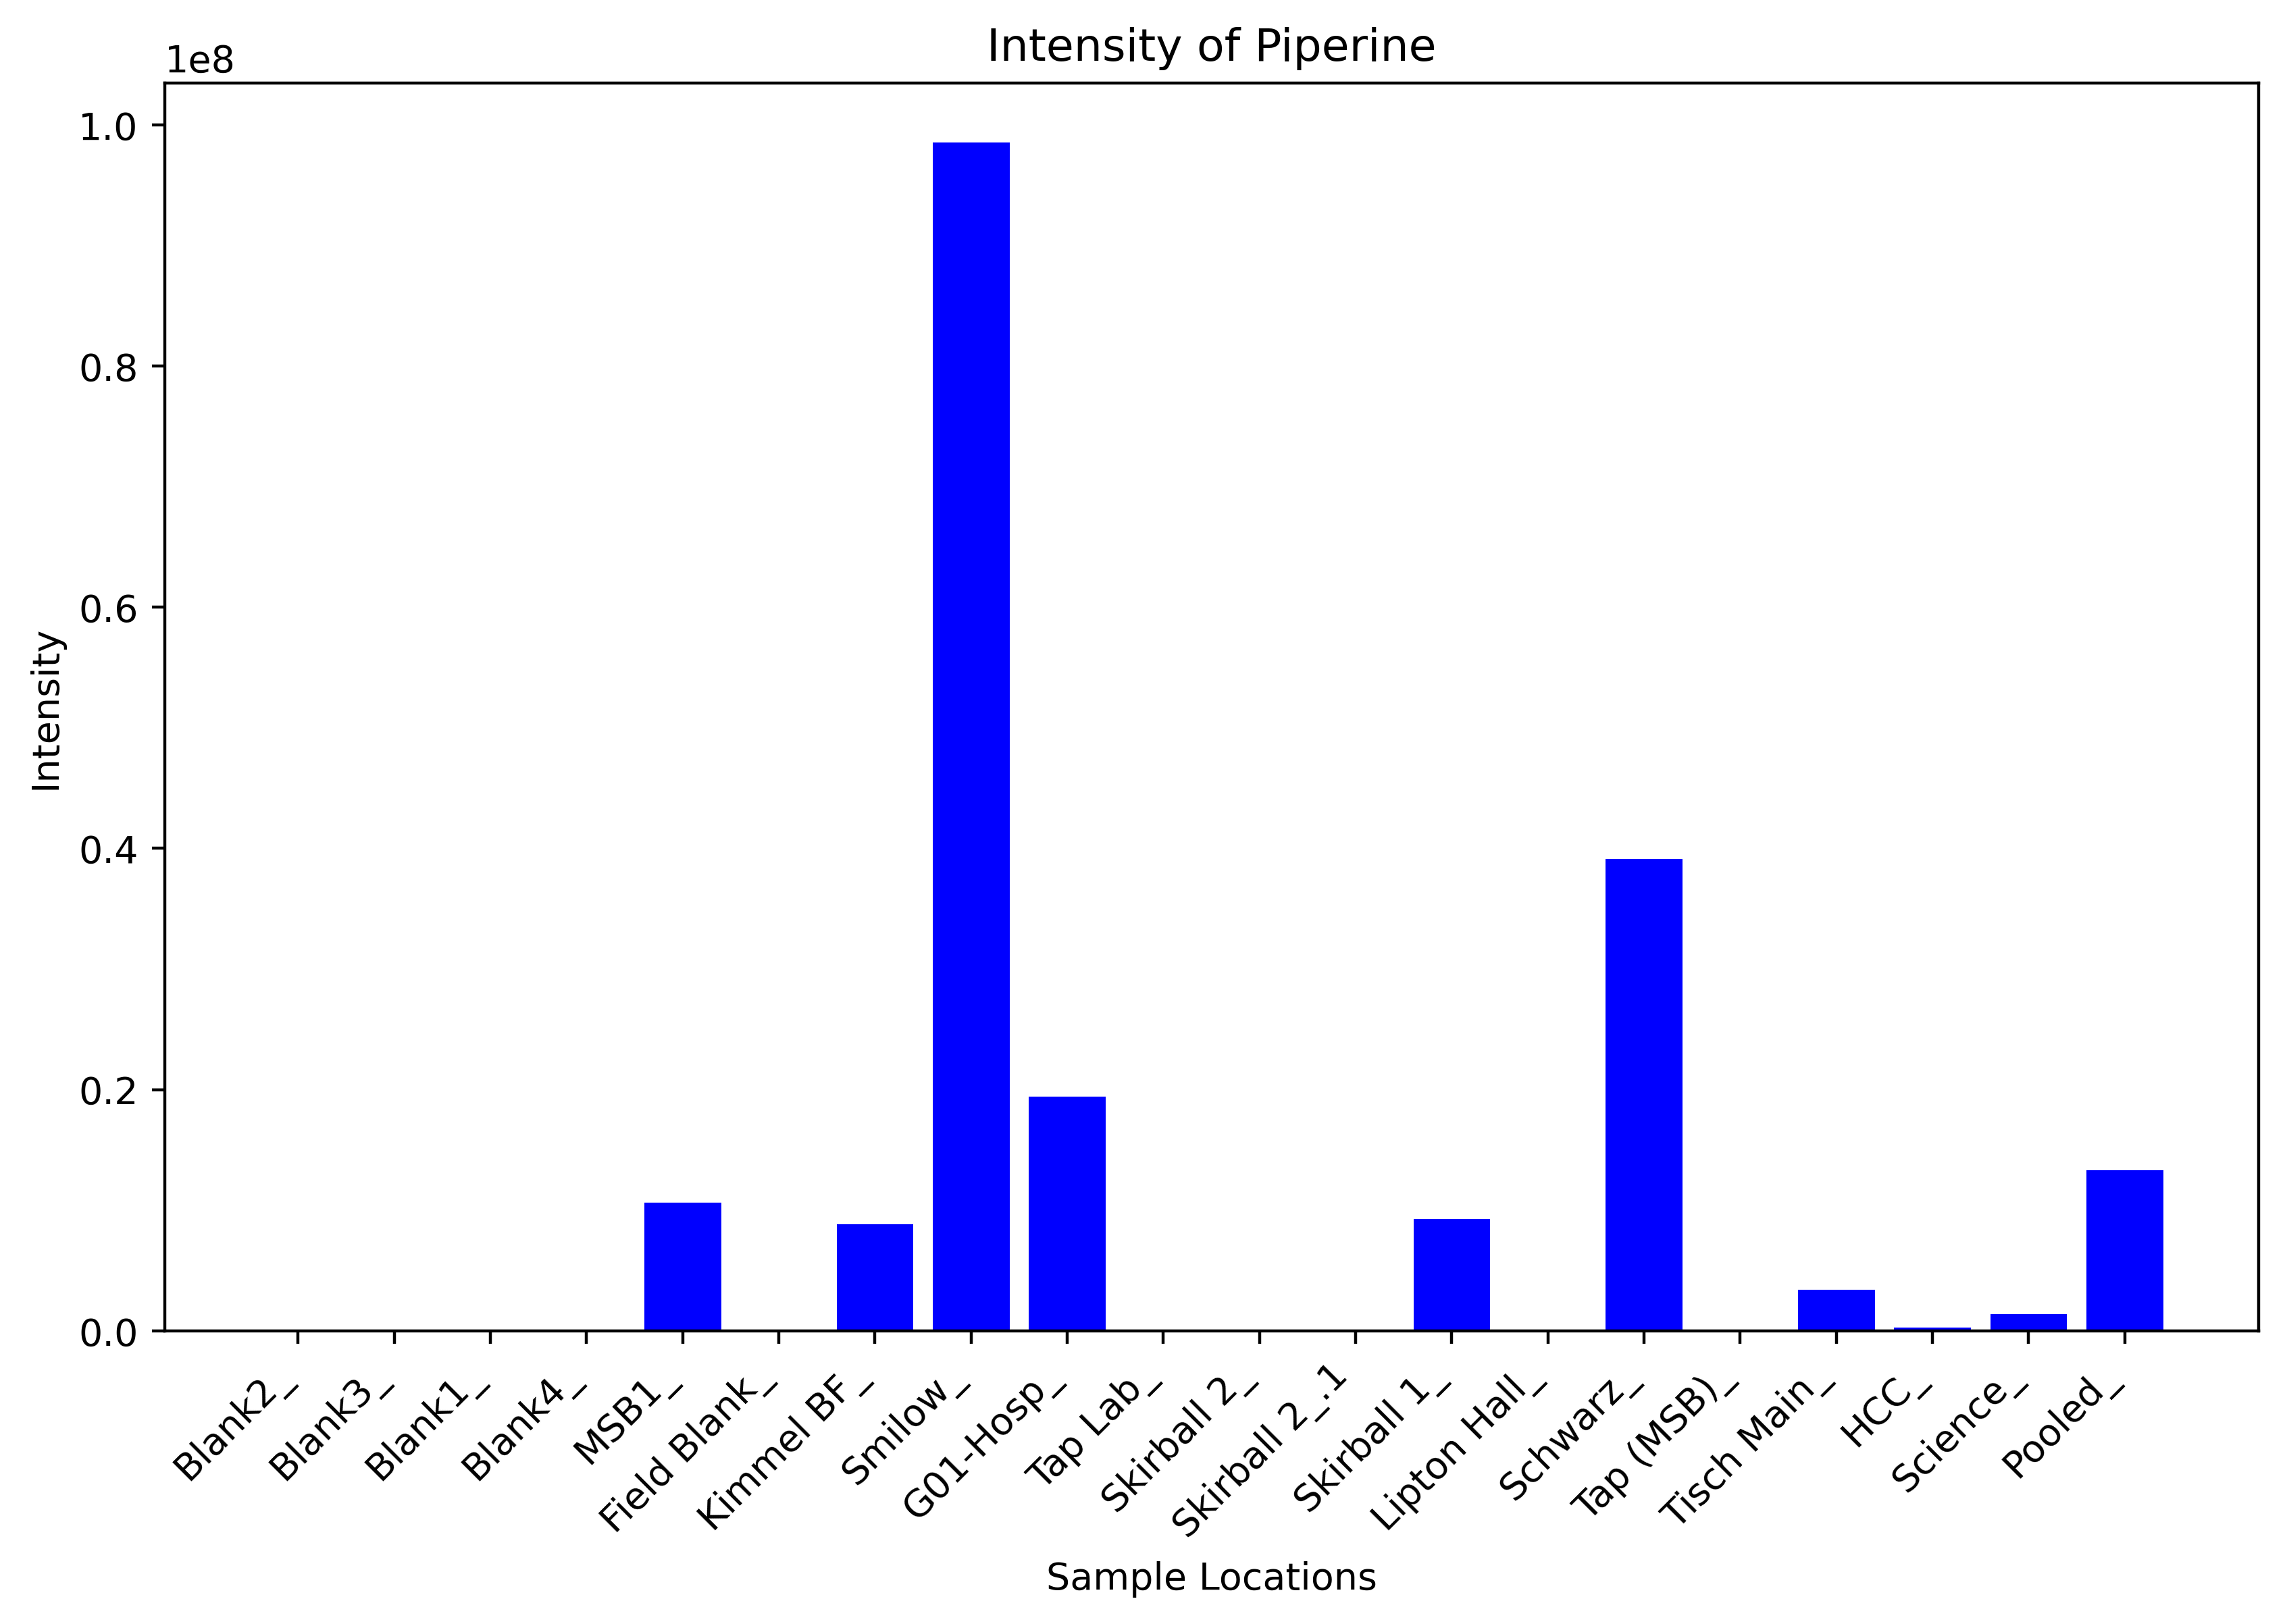 Intensity of Piperine
1e8
1.0
0.8
0.6
0.4
0.2
0.0
Intensity
Blank2_
Blank3_
Blank1_
Blank4_
MSB1_
Field Blank_
Kimmel BF_
Smilow_
G01-Hosp_
Tap Lab_
Skirball 2_
Skirball 2_.1
Skirball 1_
Lipton Hall_
Schwarz_
Tap (MSB)_
Tisch Main_
HCC_
Science_
Pooled_
Sample Locations